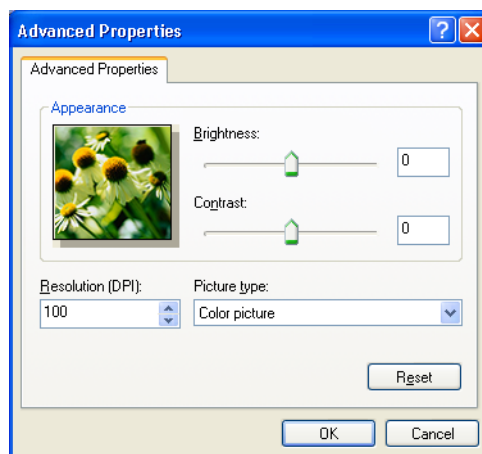 Advanced Properties
Advanced Properties
Appearance
Brightness:
0
Contrast:
0
Resolution (DPI):
Picture type:
100
Color picture
Reset
OK
Cancel